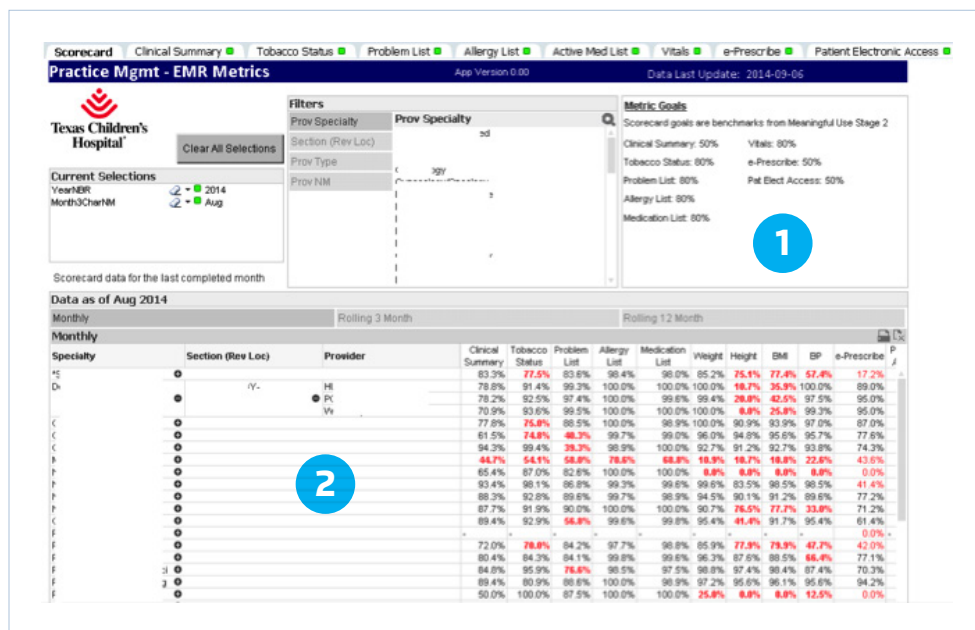 Scorecard Clinical Summary Tobacco Status Problem List Allergy List Active Med List Vitals e-Prescribe Patient Electronic Access
Practice Mgmt - EMR Metrics App Version 0.00 Data Last Update: 2014-09-06
Texas Children's
Hospital
Clear All Selections
Current Selections
YearNBR 2014
Month3CharNM Aug
Scorecard data for the last completed month
Filters
Prov Specialty
Section (Rev Loc)
Prov Type
Prov NM
Prov Specialty
Metric Goals
Scorecard goals are benchmarks from Meaningful Use Stage 2
Clinical Summary: 50% Vitals: 80%
Tobacco Status: 80% e-Prescribe: 50%
Problem List: 80% Pat Elect Access: 50%
Allergy List: 80%
Medication List: 80%
1
Data as of Aug 2014
Monthly Rolling 3 Month Rolling 12 Month
Monthly
Specialty Section (Rev Loc) Provider Clinical Summary Tobacco Status Problem List Allergy List Medication List Weight Height BMI BP e-Prescribe
83.3% 77.5% 83.6% 98.4% 98.0% 85.2% 75.1% 77.4% 57.4% 17.2%
78.8% 91.4% 99.3% 100.0% 100.0% 100.0% 10.7% 35.9% 100.0% 89.0%
78.2% 92.5% 97.4% 100.0% 99.6% 99.4% 20.8% 42.5% 97.5% 95.0%
70.9% 93.6% 99.5% 100.0% 100.0% 100.0% 0.0% 25.0% 99.3% 95.0%
77.8% 75.0% 88.5% 100.0% 98.9% 100.0% 90.9% 93.9% 97.0% 87.0%
61.5% 74.8% 40.3% 99.7% 99.0% 96.0% 94.8% 95.6% 95.7% 77.6%
94.3% 99.4% 39.3% 98.9% 100.0% 92.7% 91.2% 92.7% 93.8% 74.3%
44.7% 54.1% 58.0% 70.6% 68.8% 10.9% 10.7% 10.8% 22.6% 43.6%
65.4% 87.0% 82.6% 100.0% 100.0% 0.0% 0.0% 0.0% 0.0% 0.0%
93.4% 98.1% 86.8% 99.3% 99.6% 99.6% 83.5% 98.5% 98.5% 41.4%
88.3% 92.8% 89.6% 99.7% 98.9% 94.5% 90.1% 91.2% 89.6% 77.2%
87.7% 91.9% 90.0% 100.0% 100.0% 90.7% 76.5% 77.7% 33.0% 71.2%
89.4% 92.9% 56.8% 99.6% 99.8% 95.4% 41.4% 91.7% 95.4% 61.4%
- - - - - - - - - 0.0% -
72.0% 70.0% 84.2% 97.7% 98.8% 85.9% 77.9% 79.9% 47.7% 42.0%
80.4% 84.3% 84.1% 99.8% 99.6% 96.3% 87.6% 88.5% 66.4% 77.1%
84.8% 95.9% 76.6% 98.5% 97.5% 98.8% 97.4% 98.4% 87.4% 70.3%
89.4% 80.9% 88.6% 100.0% 98.9% 97.2% 95.6% 96.1% 95.6% 94.2%
50.0% 100.0% 87.5% 100.0% 100.0% 25.0% 0.0% 0.0% 12.5% 0.0%
2